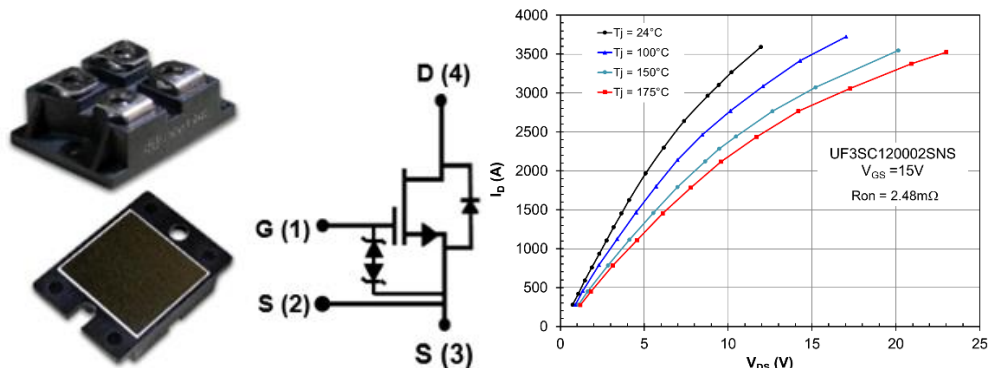 D (4)
G (1)
S (2)
S (3)
I_D (A)
4000
3500
3000
2500
2000
1500
1000
500
0
Tj = 24°C
Tj = 100°C
Tj = 150°C
Tj = 175°C
UF3SC120002SNS
V_GS =15V
Ron = 2.48mΩ
0
5
10
15
20
25
V_DS (V)